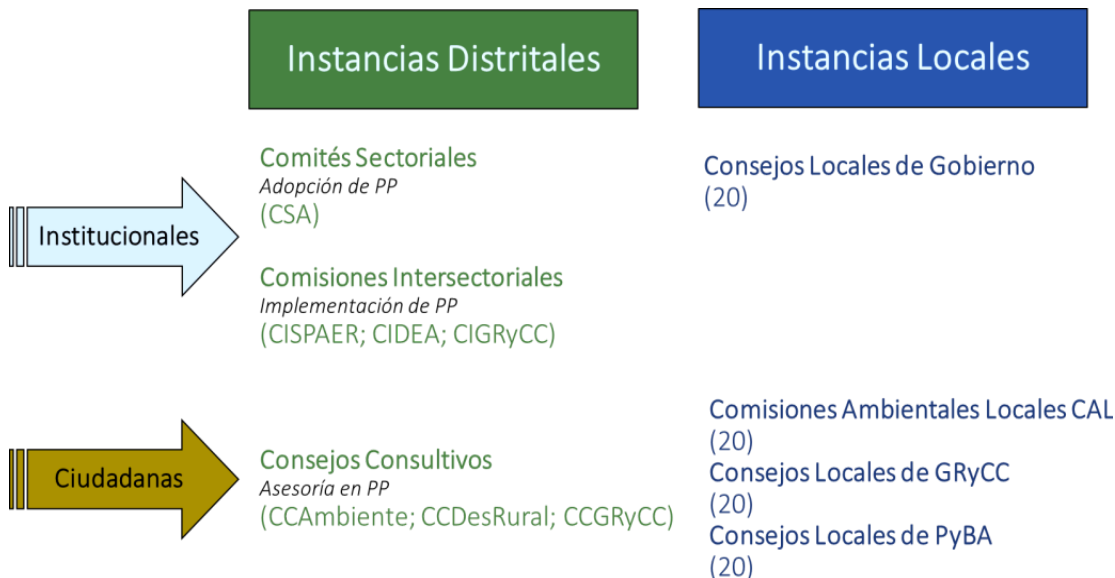 Instancias Distritales
Instancias Locales
Institucionales
Comités Sectoriales
Adopción de PP
(CSA)
Comisiones Intersectoriales
Implementación de PP
(CISPAER; CIDEA; CIGRyCC)
Consejos Locales de Gobierno
(20)
Ciudadanas
Consejos Consultivos
Asesoría en PP
(CCAmbiente; CCDesRural; CCGRyCC)
Comisiones Ambientales Locales CAL
(20)
Consejos Locales de GRyCC
(20)
Consejos Locales de PyBA
(20)